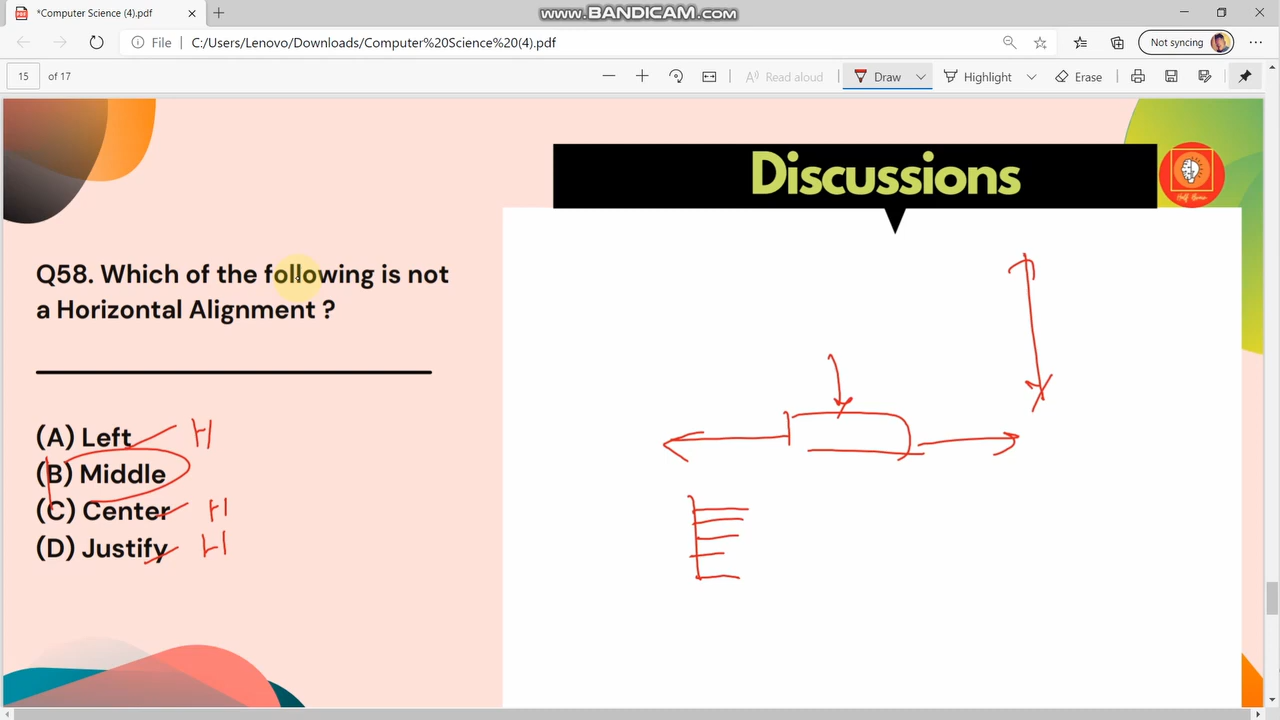 *Computer Science (4).pdf
www.BANDICAM.com
File
C:/Users/Lenovo/Downloads/Computer%20Science%20(4).pdf
Not syncing
15 of 17
Read aloud
Draw
Highlight
Erase
Discussions
Half Brain
Q58. Which of the following is not
a Horizontal Alignment ?
(A) Left H
(B) Middle
(C) Center H
(D) Justify H